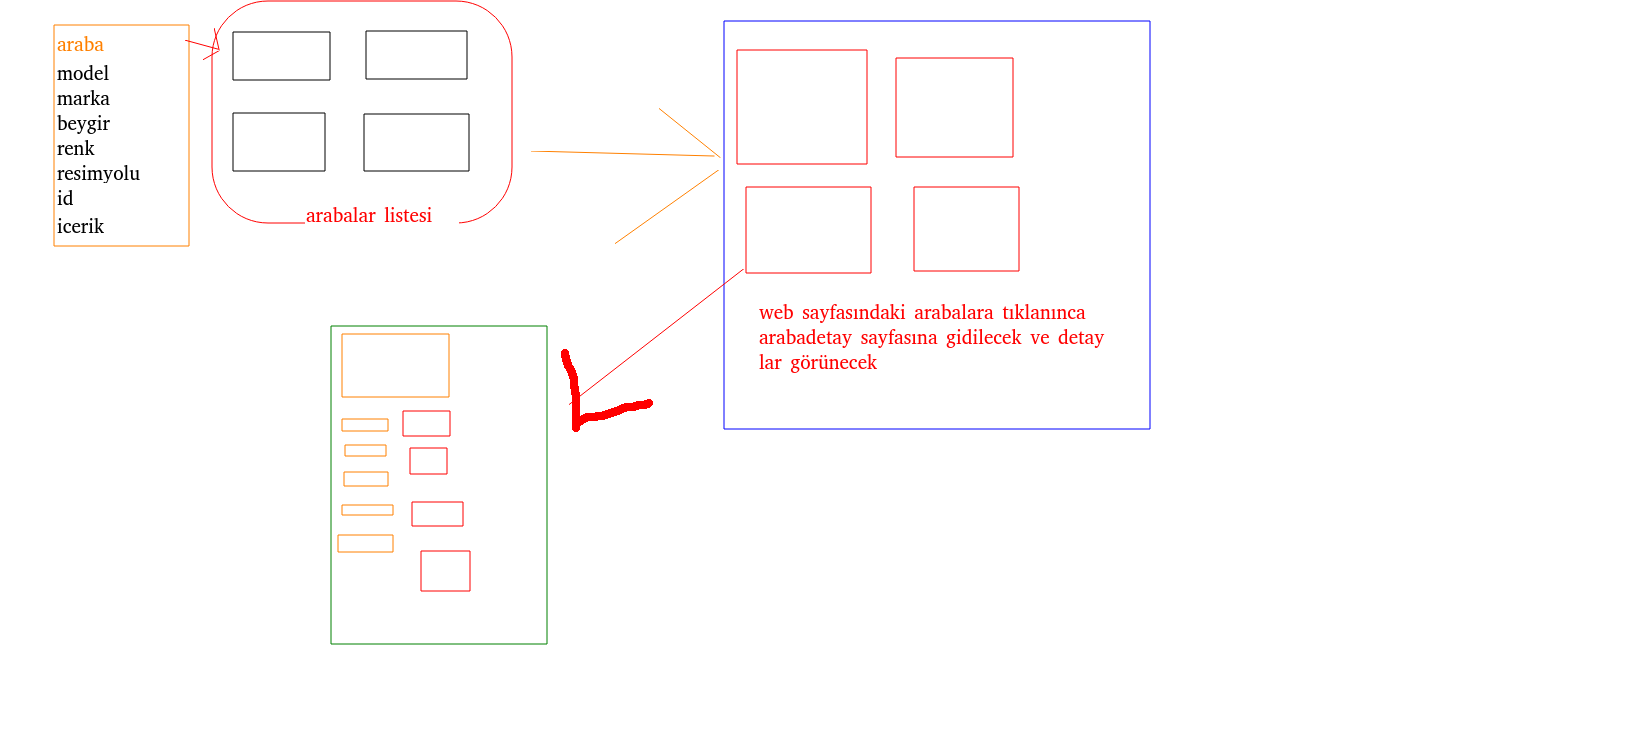 araba
model
marka
beygir
renk
resimyolu
id
icerik
arabalar listesi
web sayfasındaki arabalara tıklanınca
arabadetay sayfasına gidilecek ve detay
lar görünecek